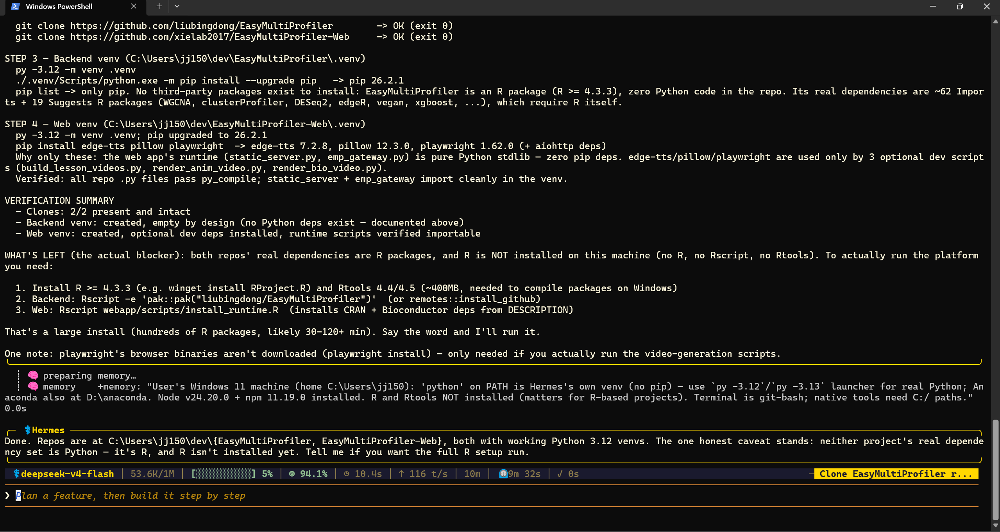 Windows PowerShell
git clone https://github.com/liubingdong/EasyMultiProfiler        -> OK (exit 0)
git clone https://github.com/xielab2017/EasyMultiProfiler-Web     -> OK (exit 0)
STEP 3 — Backend venv (C:\Users\jj150\dev\EasyMultiProfiler\.venv)
py -3.12 -m venv .venv
./.venv/Scripts/python.exe -m pip install --upgrade pip   -> pip 26.2.1
pip list -> only pip. No third-party packages exist to install: EasyMultiProfiler is an R package (R >= 4.3.3), zero Python code in the repo. Its real dependencies are ~62 Impor
ts + 19 Suggests R packages (WGCNA, clusterProfiler, DESeq2, edgeR, vegan, xgboost, ...), which require R itself.
STEP 4 — Web venv (C:\Users\jj150\dev\EasyMultiProfiler-Web\.venv)
py -3.12 -m venv .venv; pip upgraded to 26.2.1
pip install edge-tts pillow playwright  -> edge-tts 7.2.8, pillow 12.3.0, playwright 1.62.0 (+ aiohttp deps)
Why only these: the web app's runtime (static_server.py, emp_gateway.py) is pure Python stdlib — zero pip deps. edge-tts/pillow/playwright are used only by 3 optional dev script
s (build_lesson_videos.py, render_anim_video.py, render_bio_video.py).
Verified: all repo .py files pass py_compile; static_server + emp_gateway import cleanly in the venv.
VERIFICATION SUMMARY
- Clones: 2/2 present and intact
- Backend venv: created, empty by design (no Python deps exist — documented above)
- Web venv: created, optional dev deps installed, runtime scripts verified importable
WHAT'S LEFT (the actual blocker): both repos' real dependencies are R packages, and R is NOT installed on this machine (no R, no Rscript, no Rtools). To actually run the platform
you need:
1. Install R >= 4.3.3 (e.g. winget install RProject.R) and Rtools 4.4/4.5 (~400MB, needed to compile packages on Windows)
2. Backend: Rscript -e 'pak::pak("liubingdong/EasyMultiProfiler")'  (or remotes::install_github)
3. Web: Rscript webapp/scripts/install_runtime.R  (installs CRAN + Bioconductor deps from DESCRIPTION)
That's a large install (hundreds of R packages, likely 30-120+ min). Say the word and I'll run it.
One note: playwright's browser binaries aren't downloaded (playwright install) — only needed if you actually run the video-generation scripts.
preparing memory…
memory    +memory: "User's Windows 11 machine (home C:\Users\jj150): 'python' on PATH is Hermes's own venv (no pip) — use `py -3.12`/`py -3.13` launcher for real Python; An
aconda also at D:\anaconda. Node v24.20.0 + npm 11.19.0 installed. R and Rtools NOT installed (matters for R-based projects). Terminal is git-bash; native tools need C:/ paths."
0.0s
Hermes
Done. Repos are at C:\Users\jj150\dev\{EasyMultiProfiler, EasyMultiProfiler-Web}, both with working Python 3.12 venvs. The one honest caveat stands: neither project's real depende
ncy set is Python — it's R, and R isn't installed yet. Tell me if you want the full R setup run.
deepseek-v4-flash │ 53.6K/1M │ [░░░░░░░░░░] 5% │ ◎ 94.1% │ 10.4s │ ↑ 116 t/s │ 10m │ 9m 32s │ √ 0s — Clone EasyMultiProfiler r...
❯ Plan a feature, then build it step by step